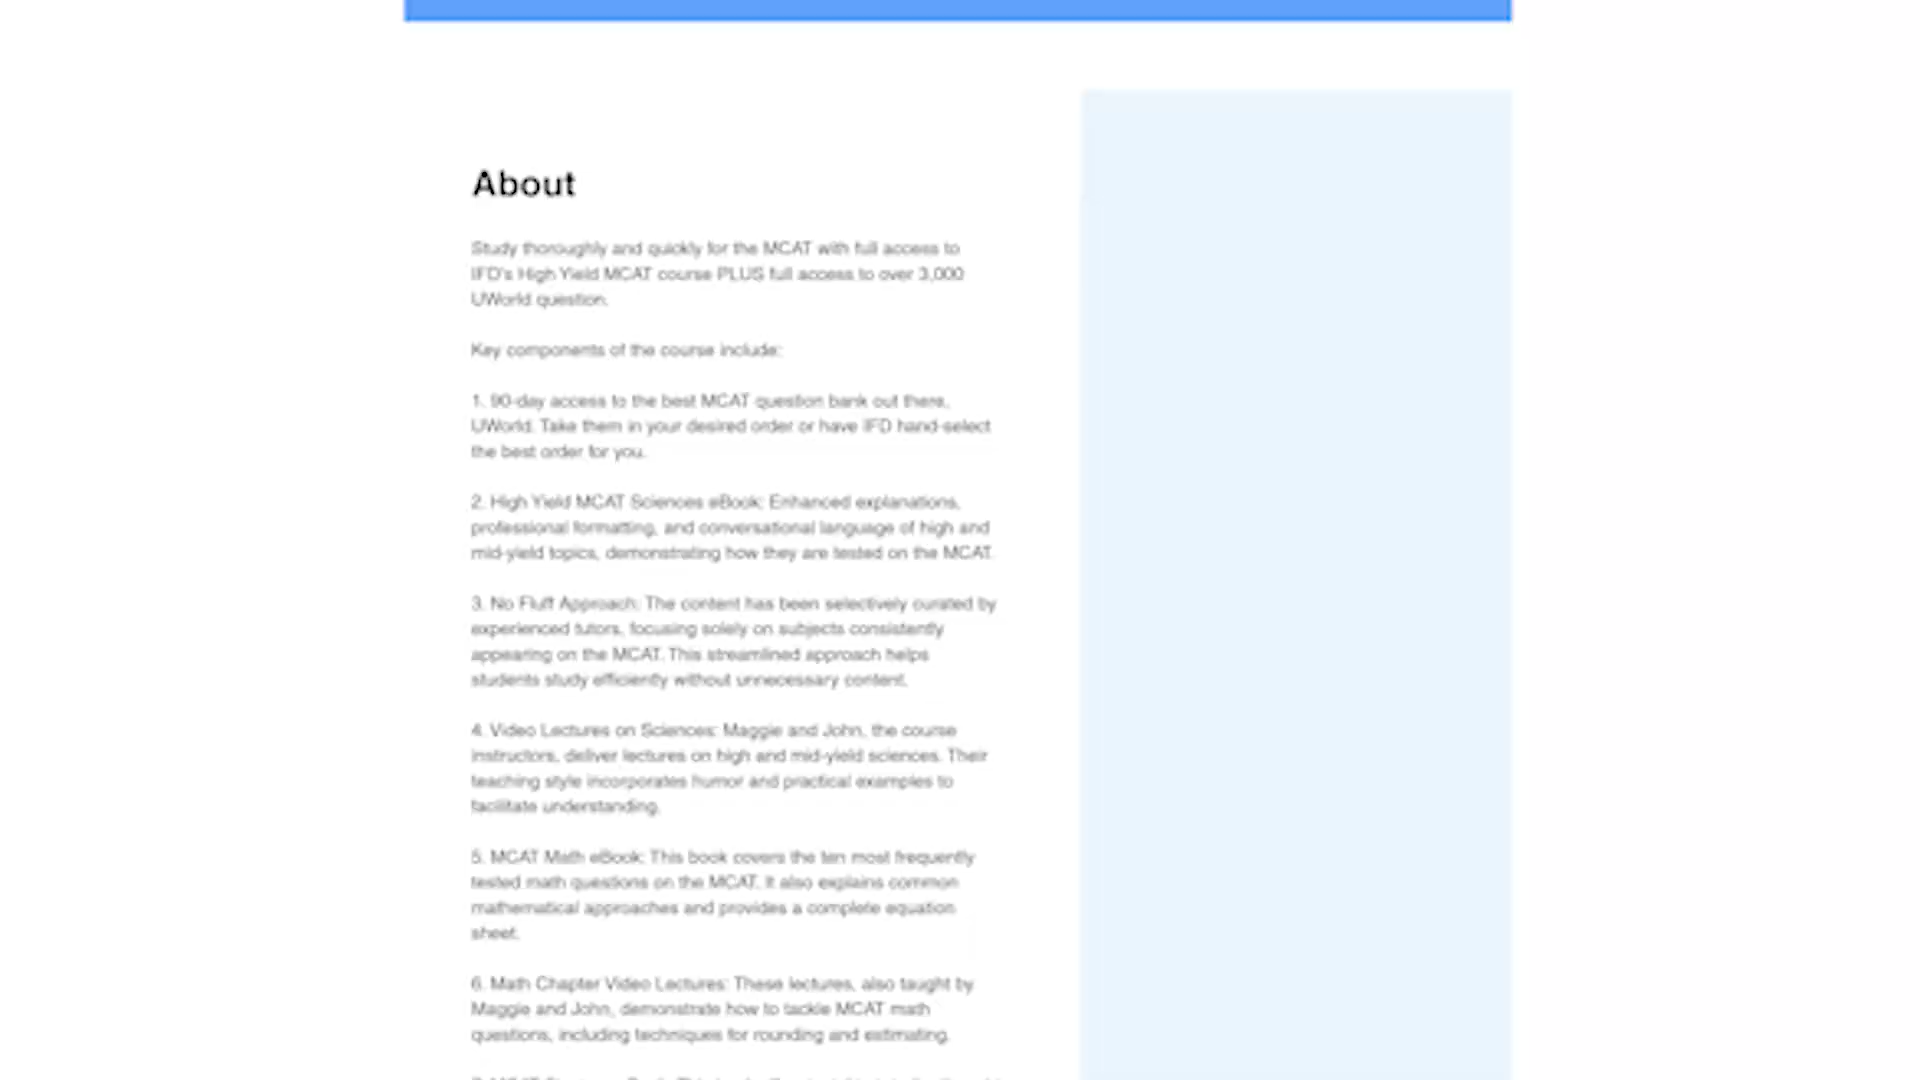 About
Study thoroughly and quickly for the MCAT with full access to
IFD's High Yield MCAT course PLUS full access to over 3,000
UWorld question.
Key components of the course include:
1. 90-day access to the best MCAT question bank out there,
UWorld. Take them in your desired order or have IFD hand-select
the best order for you.
2. High Yield MCAT Sciences eBook: Enhanced explanations,
professional formatting, and conversational language of high and
mid-yield topics, demonstrating how they are tested on the MCAT.
3. No Fluff Approach: The content has been selectively curated by
experienced tutors, focusing solely on subjects consistently
appearing on the MCAT. This streamlined approach helps
students study efficiently without unnecessary content.
4. Video Lectures on Sciences: Maggie and John, the course
instructors, deliver lectures on high and mid-yield sciences. Their
teaching style incorporates humor and practical examples to
facilitate understanding.
5. MCAT Math eBook: This book covers the ten most frequently
tested math questions on the MCAT. It also explains common
mathematical approaches and provides a complete equation
sheet.
6. Math Chapter Video Lectures: These lectures, also taught by
Maggie and John, demonstrate how to tackle MCAT math
questions, including techniques for rounding and estimating.